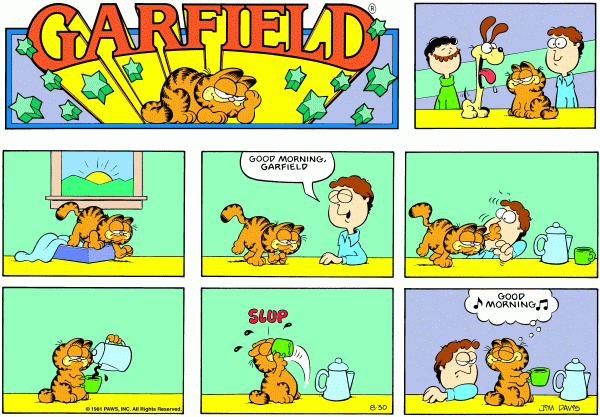 GARFIELD
®
GOOD MORNING,
GARFIELD
© 1981 PAWS, INC. All Rights Reserved.
SLUP
8-30
GOOD
MORNING
JIM DAVIS